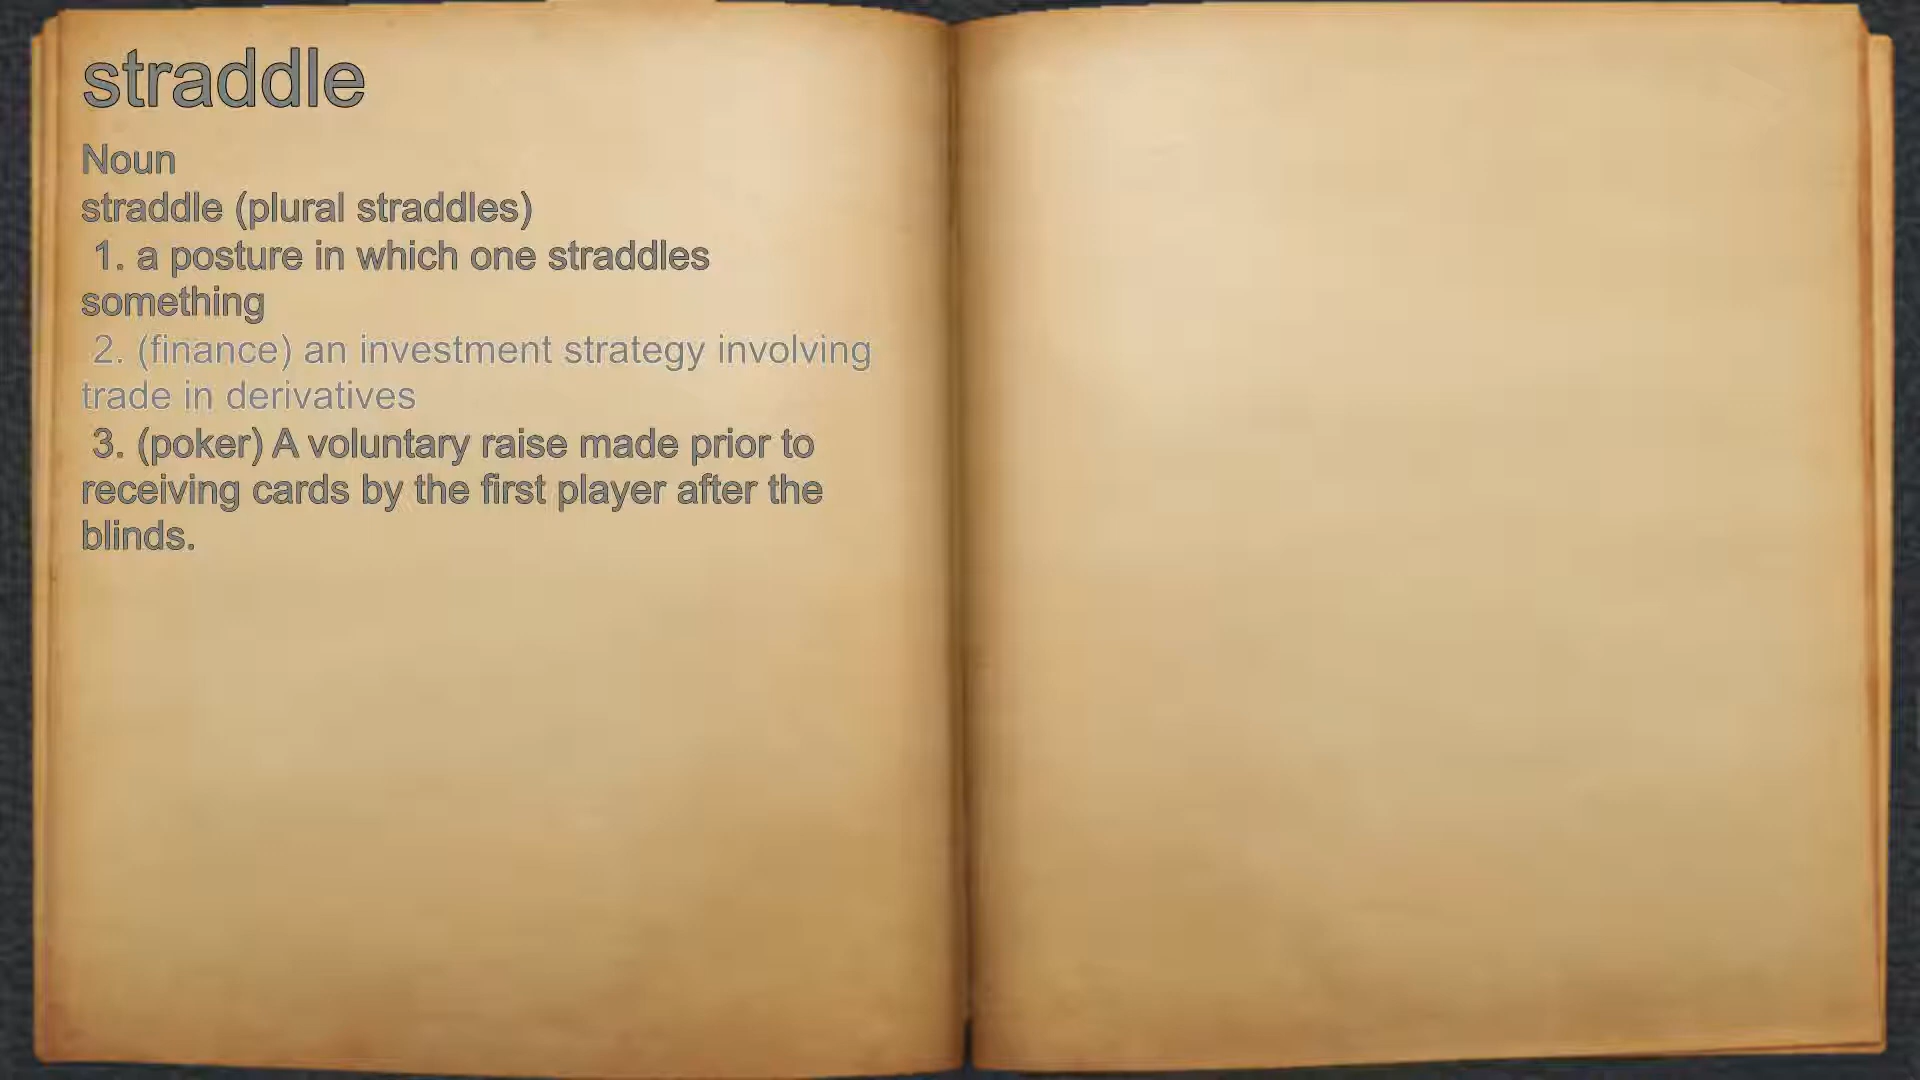 straddle
Noun
straddle (plural straddles)
1. a posture in which one straddles
something
2. (finance) an investment strategy involving
trade in derivatives
3. (poker) A voluntary raise made prior to
receiving cards by the first player after the
blinds.